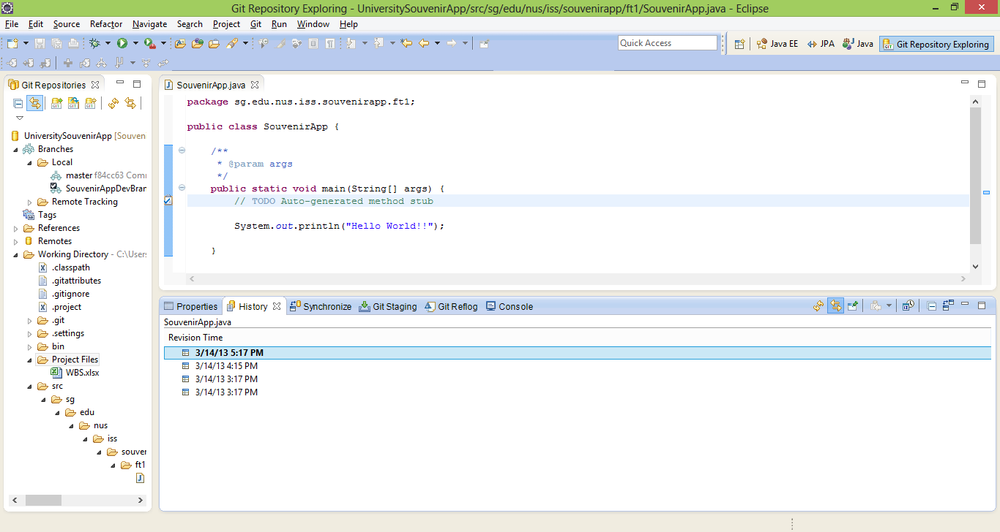 Git Repository Exploring - UniversitySouvenirApp/src/sg/edu/nus/iss/souvenirapp/ft1/SouvenirApp.java - Eclipse
File Edit Source Refactor Navigate Search Project Git Run Window Help
Quick Access
Java EE JPA Java Git Repository Exploring
Git Repositories
UniversitySouvenirApp [Souven
Branches
Local
master f84cc63 Comm
SouvenirAppDevBran
Remote Tracking
Tags
References
Remotes
Working Directory - C:\Users
.classpath
.gitattributes
.gitignore
.project
.git
.settings
bin
Project Files
WBS.xlsx
src
sg
edu
nus
iss
souver
ft1
SouvenirApp.java
package sg.edu.nus.iss.souvenirapp.ft1;
public class SouvenirApp {
/**
* @param args
*/
public static void main(String[] args) {
// TODO Auto-generated method stub
System.out.println("Hello World!!");
}
Properties History Synchronize Git Staging Git Reflog Console
SouvenirApp.java
Revision Time
3/14/13 5:17 PM
3/14/13 4:15 PM
3/14/13 3:17 PM
3/14/13 3:17 PM